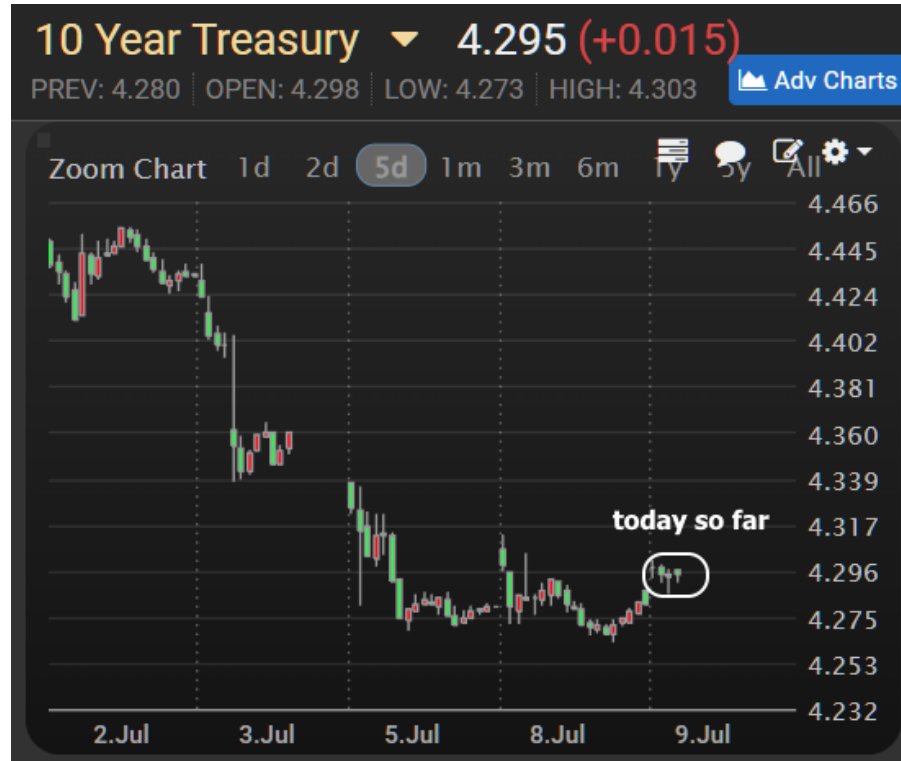 10 Year Treasury 4.295 (+0.015)
PREV: 4.280 OPEN: 4.298 LOW: 4.273 HIGH: 4.303
Adv Charts
Zoom Chart 1d 2d 5d 1m 3m 6m 1y 5y All
4.466
4.445
4.424
4.402
4.381
4.360
4.339
today so far
4.317
4.296
4.275
4.253
4.232
2.Jul 3.Jul 5.Jul 8.Jul 9.Jul